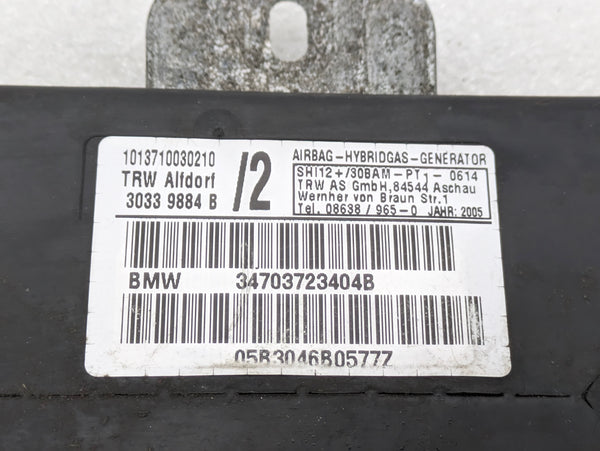 1013710030210
TRW Alfdorf
3033 9884 B
/2
AIRBAG-HYBRIDGAS-GENERATOR
SHI12+/30BAM-PT1-0614
TRW AS GmbH,84544 Aschau
Wernher von Braun Str.1
Tel. 08638/965-0 JAHR:2005
BMW 34703723404B
05B3046B0577Z